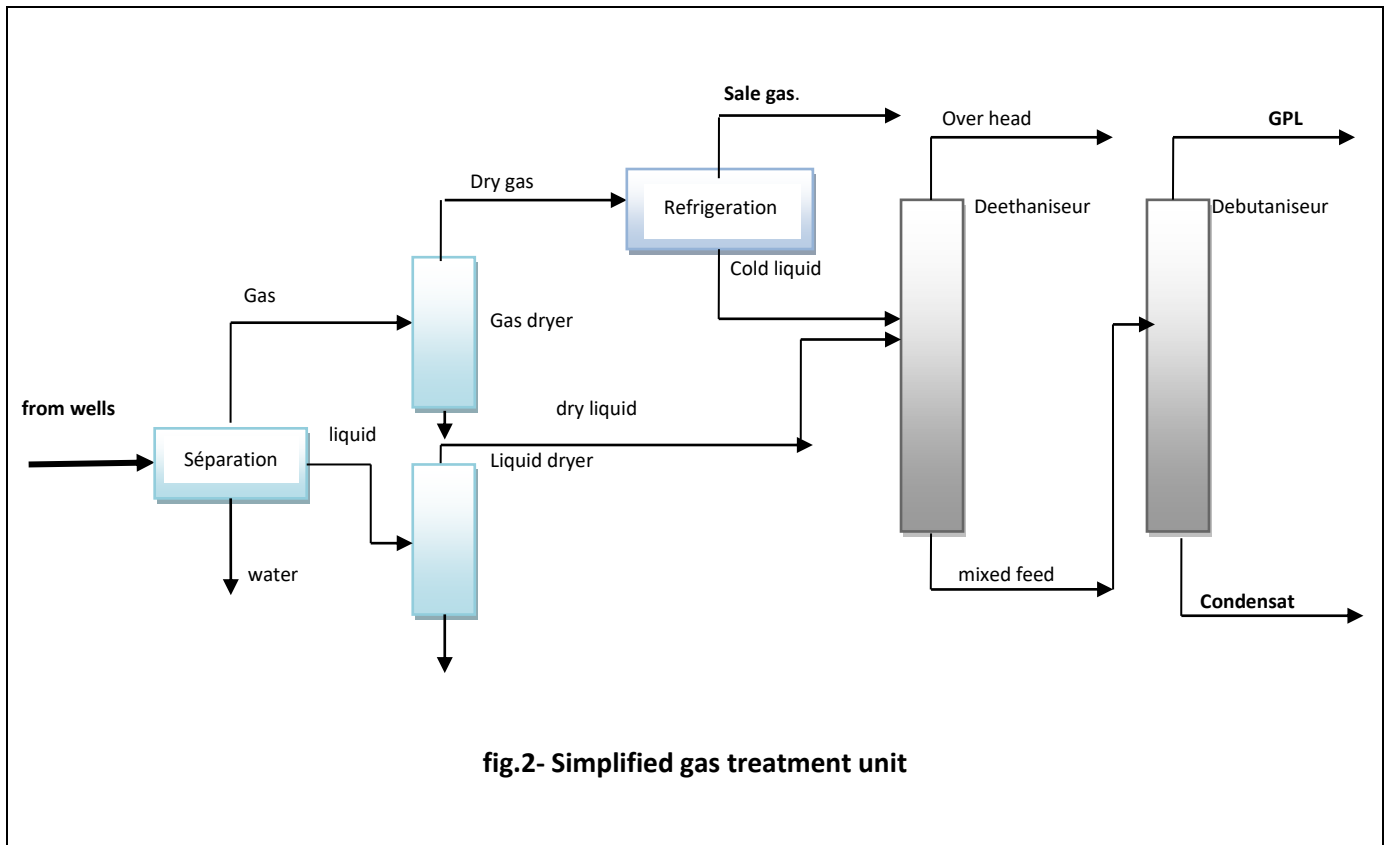 Sale gas.
Over head
GPL
Dry gas
Refrigeration
Deethaniseur
Debutaniseur
Cold liquid
Gas
Gas dryer
from wells
dry liquid
liquid
Séparation
Liquid dryer
water
mixed feed
Condensat
fig.2- Simplified gas treatment unit